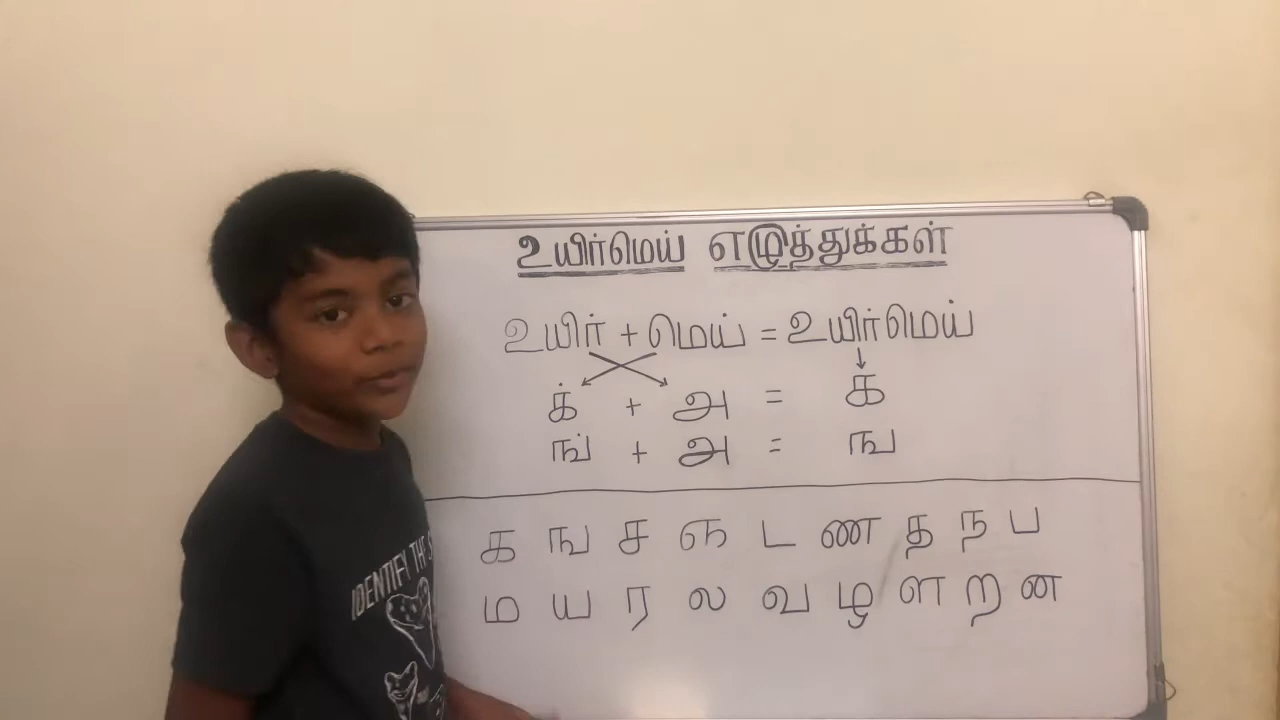 உயிர்மெய் எழுத்துக்கள்
உயிர் + மெய் = உயிர்மெய்
க் + அ = க்
ங் + அ = ங
க ங ச ஞ ட ண த ந ப
ம ய ர ல வ ழ ள ற ன
IDENTIFY THE